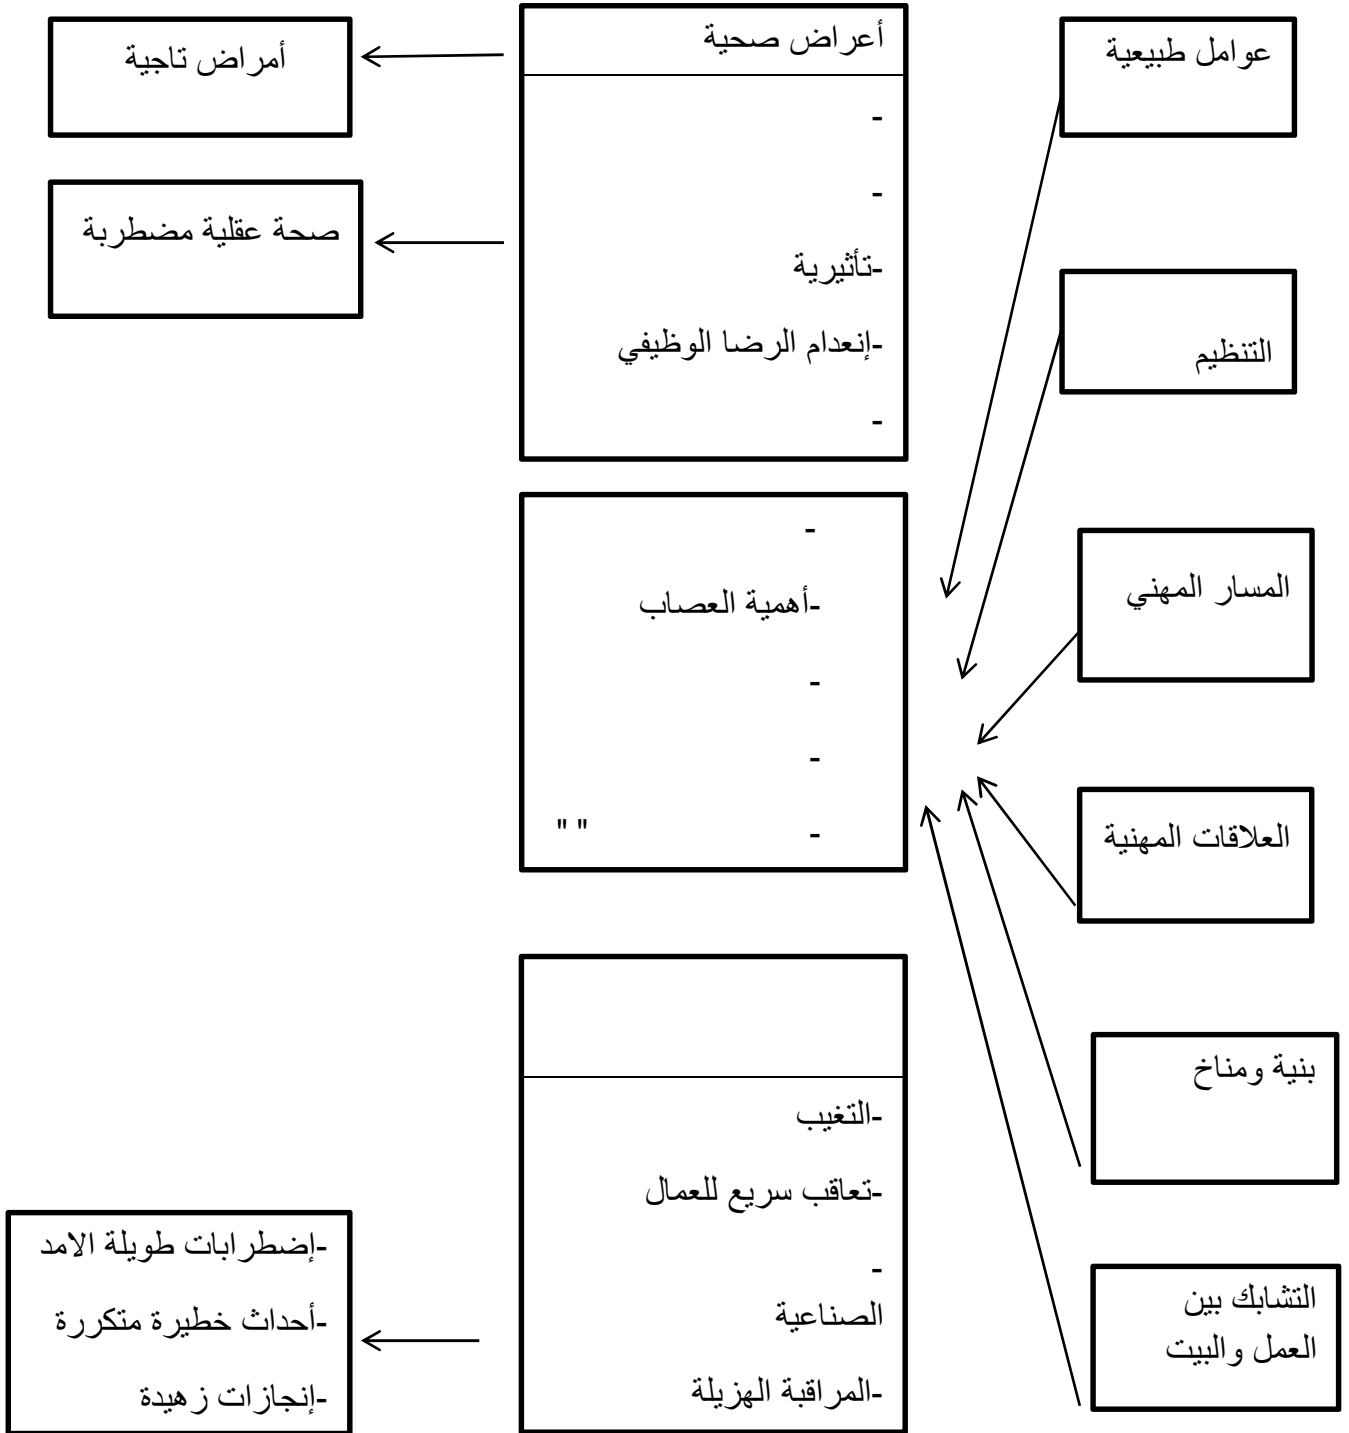 عوامل طبيعية
التنظيم
المسار المهني
العلاقات المهنية
بنية ومناخ
التشابك بين
العمل والبيت
أعراض صحية
-
-
-تأثيرية
-إنعدام الرضا الوظيفي
-
-
-أهمية العصاب
-
-
- " "
-التغيب
-تعاقب سريع للعمال
-
الصناعية
-المراقبة الهزيلة
أمراض تاجية
صحة عقلية مضطربة
-إضطرابات طويلة الامد
-أحداث خطيرة متكررة
-إنجازات زهيدة